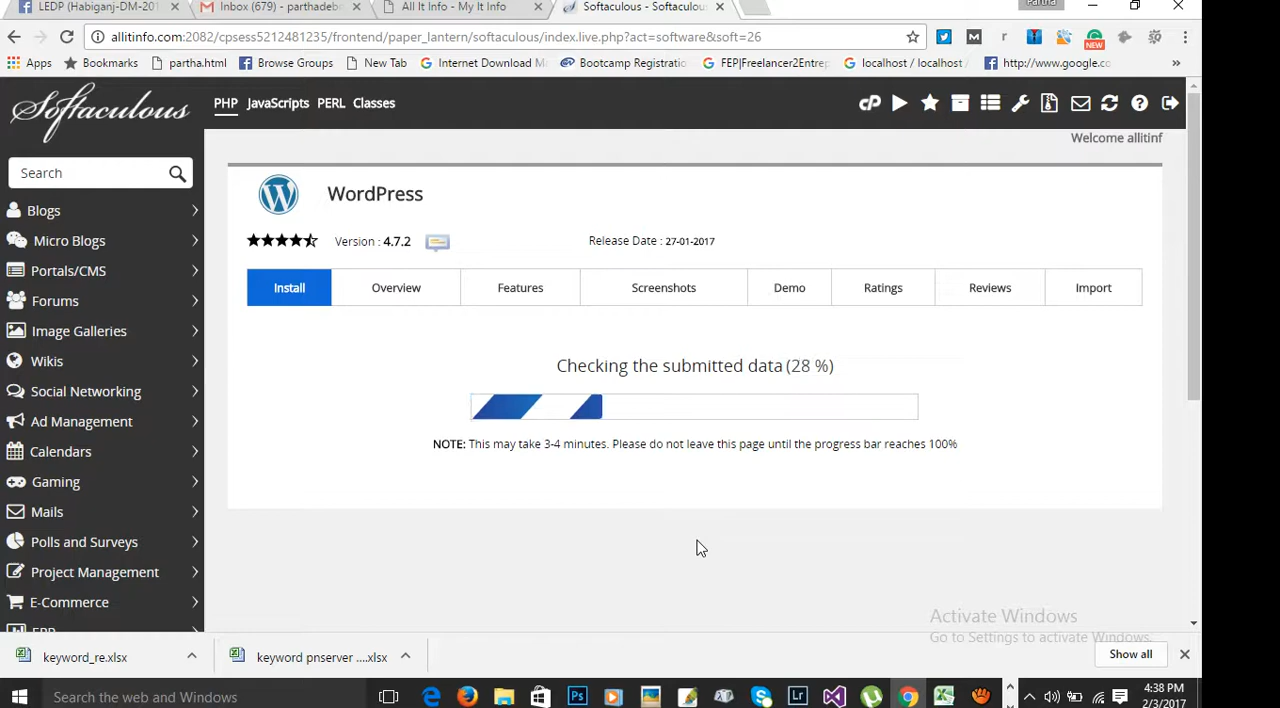 LEDP (Habiganj-DM-201
Inbox (679) - parthadeb
All It Info - My It Info
Softaculous - Softaculou
Partha
allitinfo.com:2082/cpsess5212481235/frontend/paper_lantern/softaculous/index.live.php?act=software&soft=26
NEW
Apps
Bookmarks
partha.html
Browse Groups
New Tab
Internet Download M
Bootcamp Registratio
FEP|Freelancer2Entrep
localhost / localhost |
http://www.google.co
»
Softaculous
PHP JavaScripts PERL Classes
Welcome allitinf
Search
Blogs
Micro Blogs
Portals/CMS
Forums
Image Galleries
Wikis
Social Networking
Ad Management
Calendars
Gaming
Mails
Polls and Surveys
Project Management
E-Commerce
ERP
WordPress
Version : 4.7.2
Release Date : 27-01-2017
Install Overview Features Screenshots Demo Ratings Reviews Import
Checking the submitted data (28 %)
NOTE: This may take 3-4 minutes. Please do not leave this page until the progress bar reaches 100%
Activate Windows
Go to Settings to activate Windows.
keyword_re.xlsx
keyword pnserver ....xlsx
Show all
Search the web and Windows
4:38 PM
2/3/2017